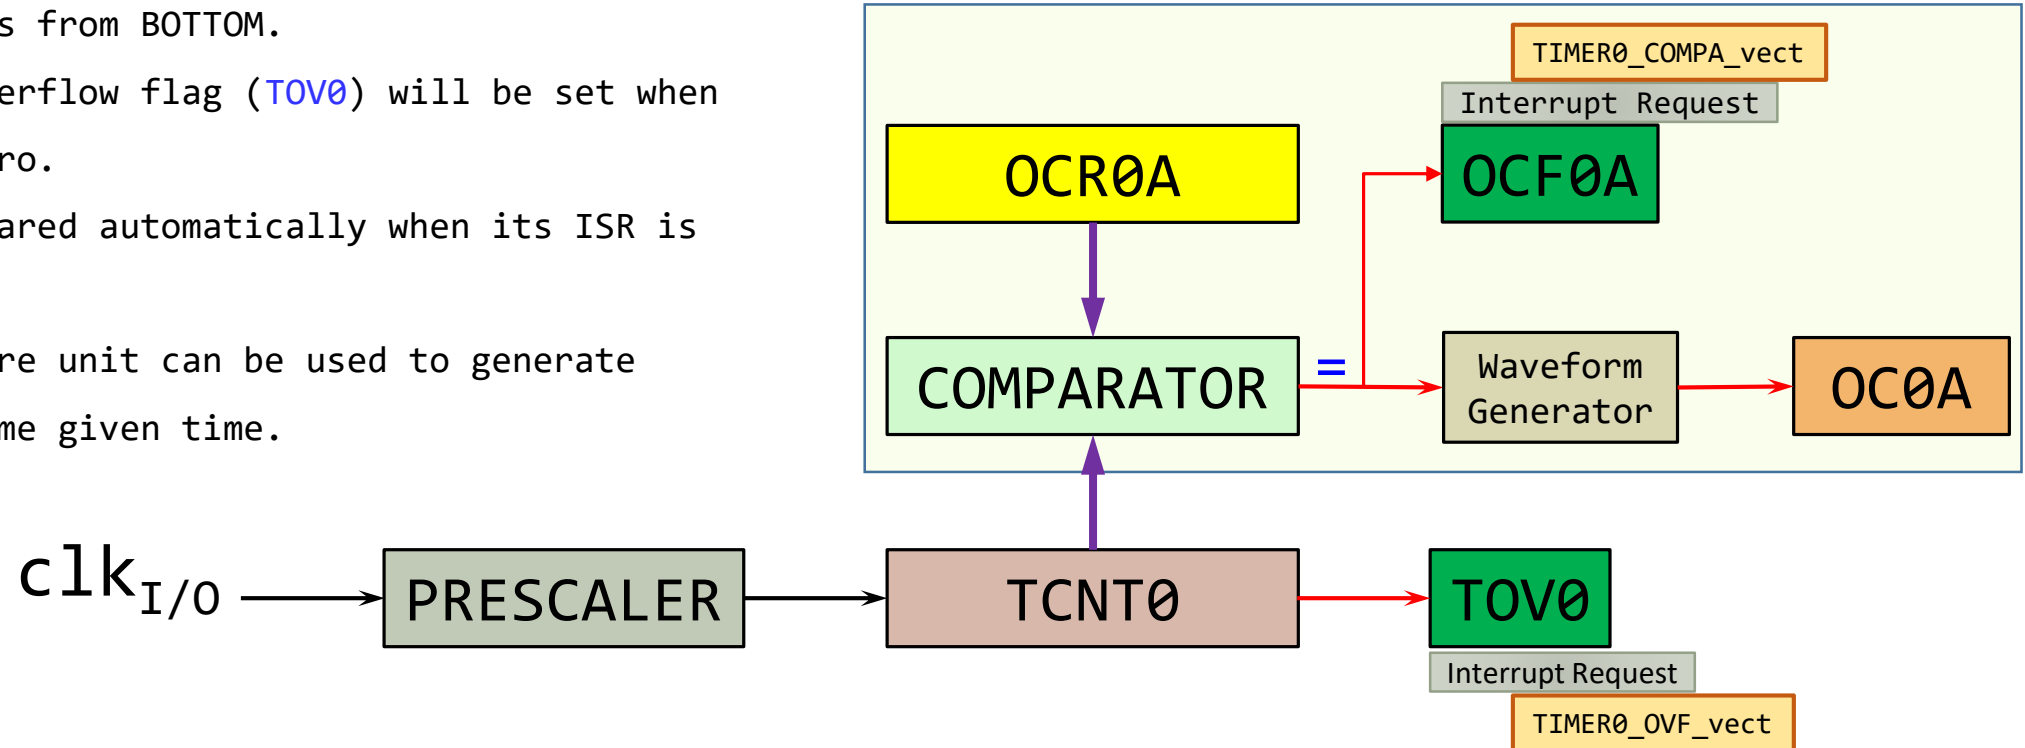 s from BOTTOM.
erflow flag (TOV0) will be set when
ro.
ared automatically when its ISR is
re unit can be used to generate
me given time.
TIMER0_COMPA_vect
Interrupt Request
OCR0A
OCF0A
COMPARATOR
=
Waveform
Generator
OC0A
clkI/O
PRESCALER
TCNT0
TOV0
Interrupt Request
TIMER0_OVF_vect